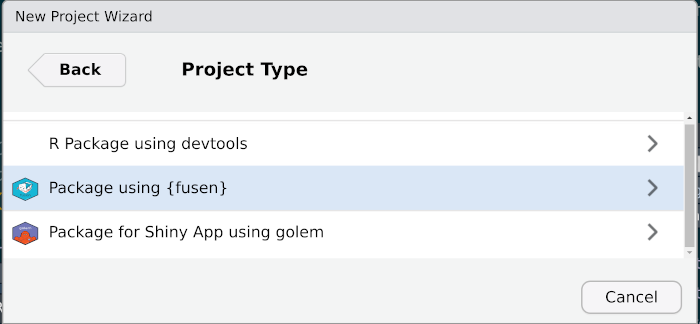 New Project Wizard
Back
Project Type
R Package using devtools
Package using {fusen}
Package for Shiny App using golem
Cancel